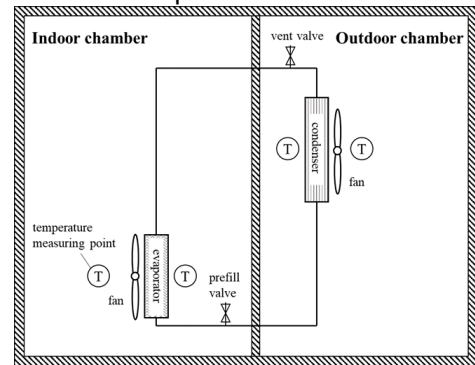 Indoor chamber
vent valve
Outdoor chamber
T
condenser
T
fan
temperature
measuring point
T
fan
evaporator
T
prefill
valve